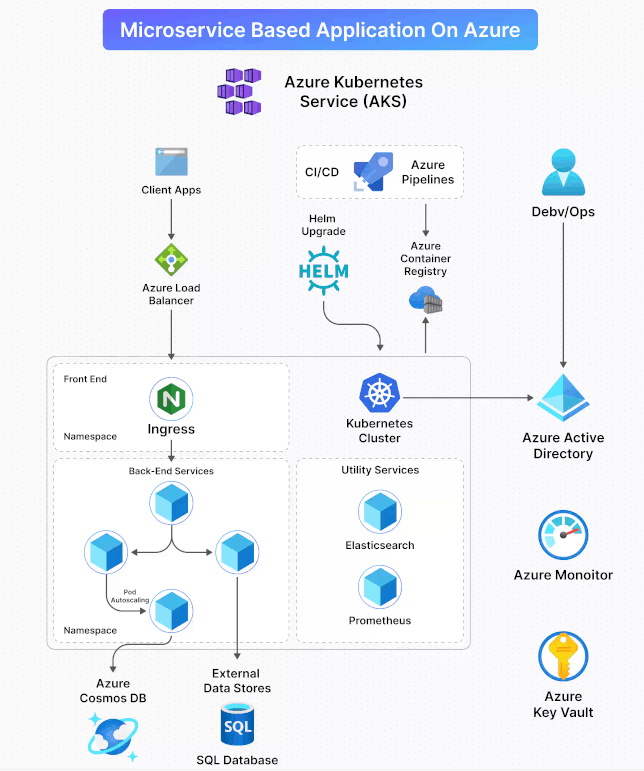 Microservice Based Application On Azure
Azure Kubernetes
Service (AKS)
Client Apps
CI/CD
Azure
Pipelines
Debv/Ops
Helm
Upgrade
HELM
Azure
Container
Registry
Azure Load
Balancer
Front End
N
Ingress
Namespace
Kubernetes
Cluster
Azure Active
Directory
Back-End Services
Utility Services
Elasticsearch
Azure Monoitor
Pod
Autoscaling
Prometheus
Namespace
Azure
Cosmos DB
External
Data Stores
SQL
SQL Database
Azure
Key Vault